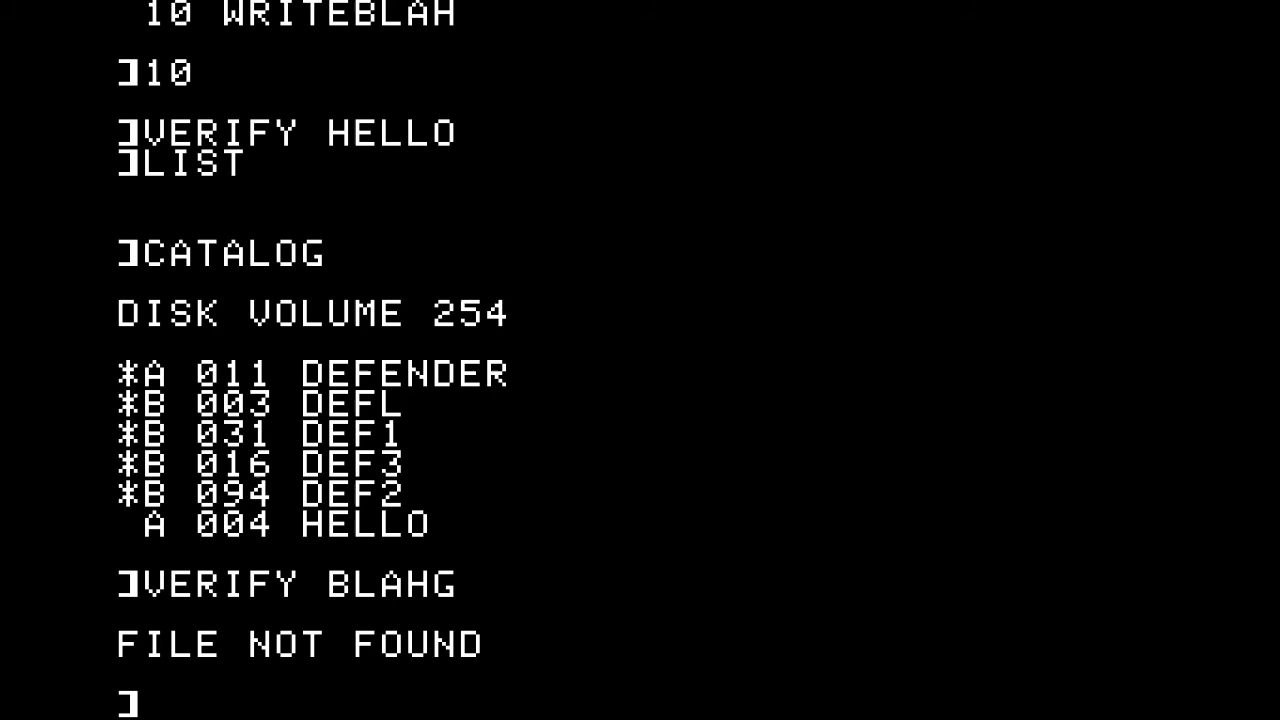 10 WRITEBLAH
]10
]VERIFY HELLO
]LIST
]CATALOG
DISK VOLUME 254
*A 011 DEFENDER
*B 003 DEFL
*B 031 DEF1
*B 016 DEF3
*B 094 DEF2
A 004 HELLO
]VERIFY BLAHG
FILE NOT FOUND
]